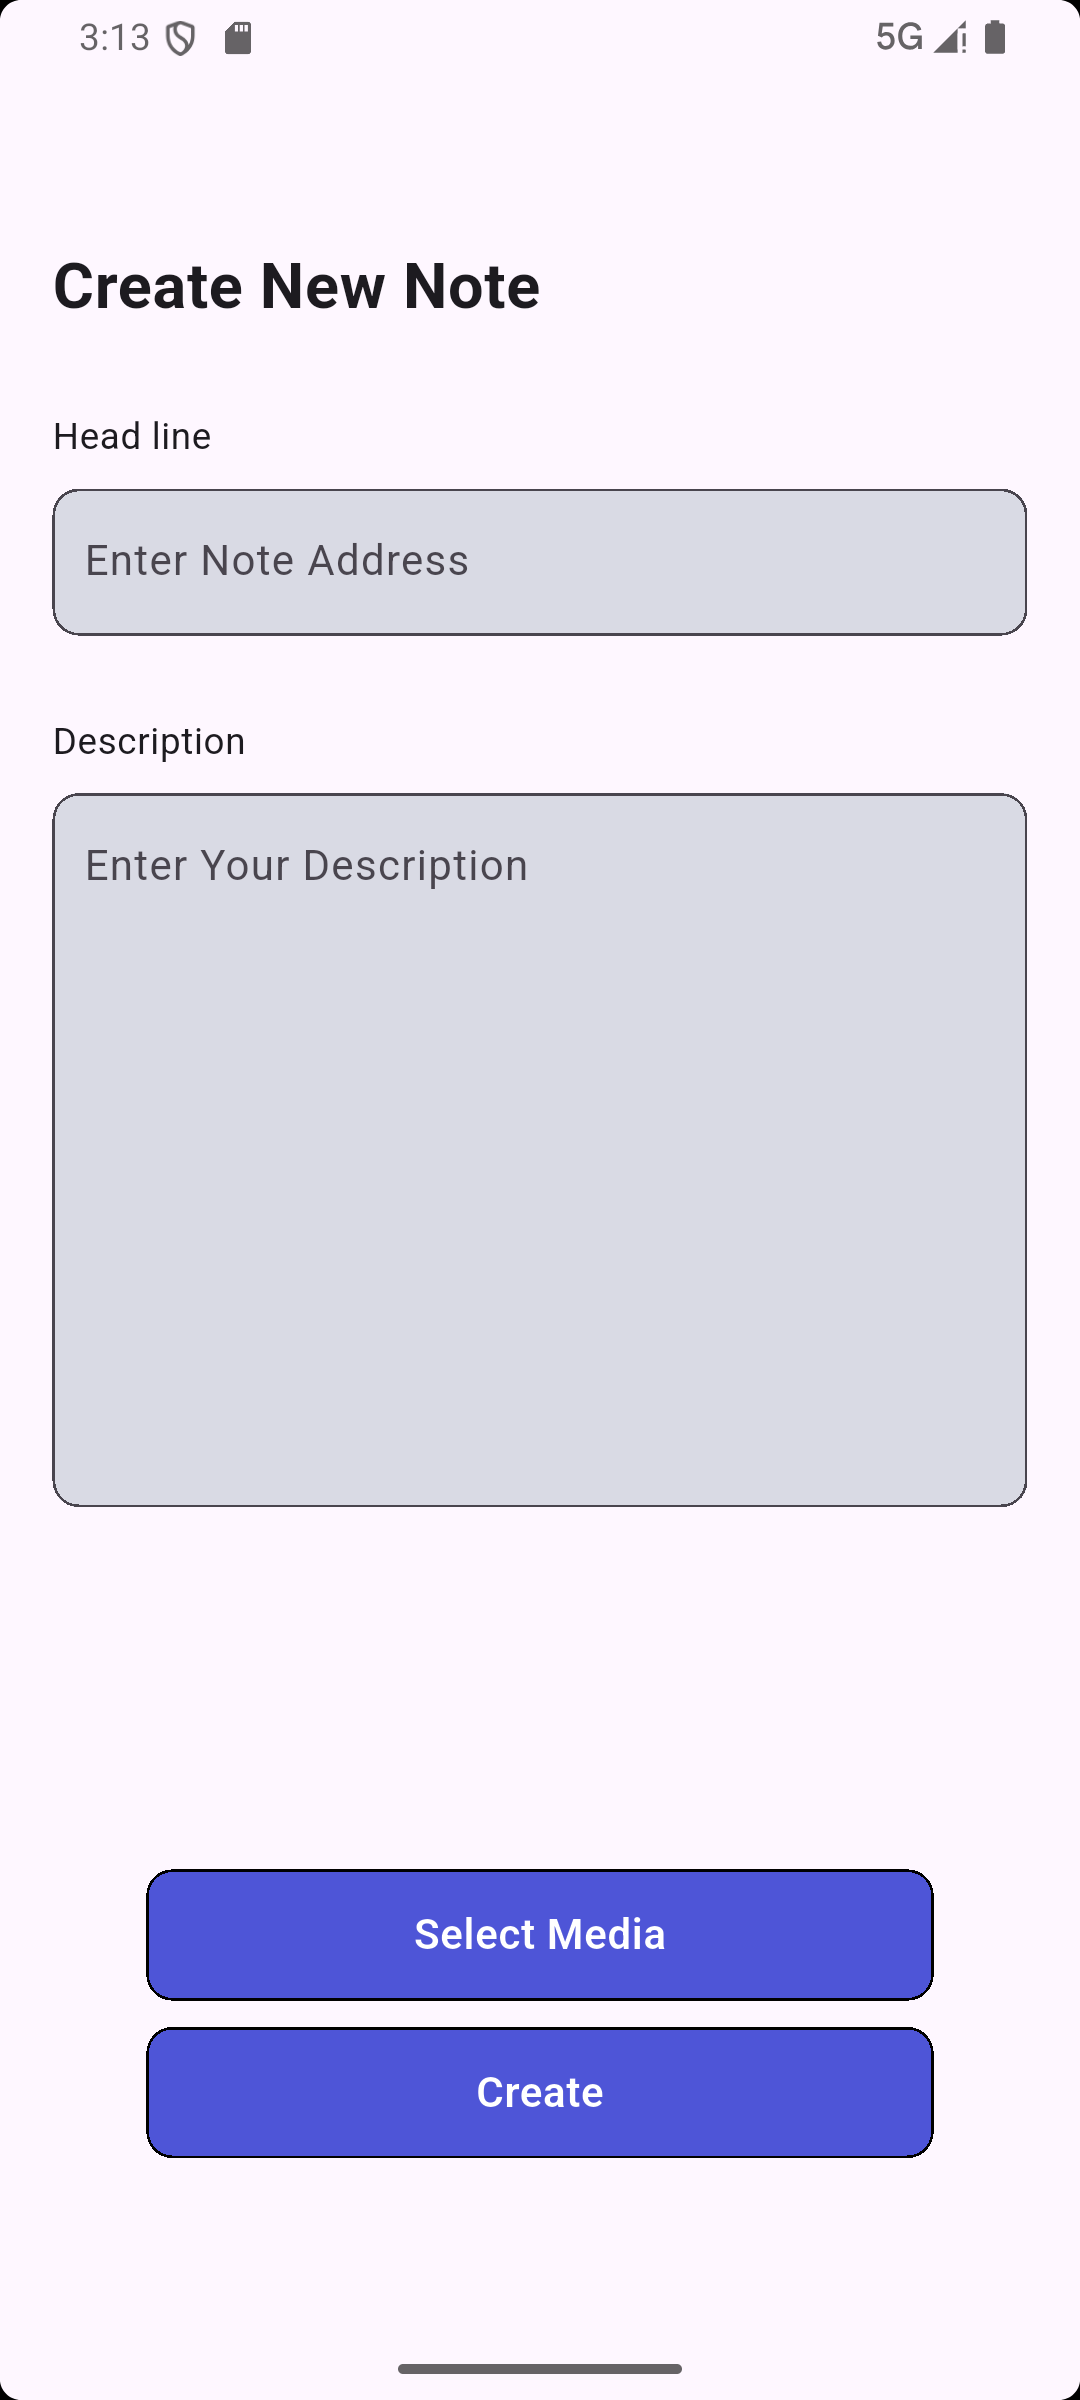 3:13 5G
Create New Note
Head line
Enter Note Address
Description
Enter Your Description
Select Media
Create